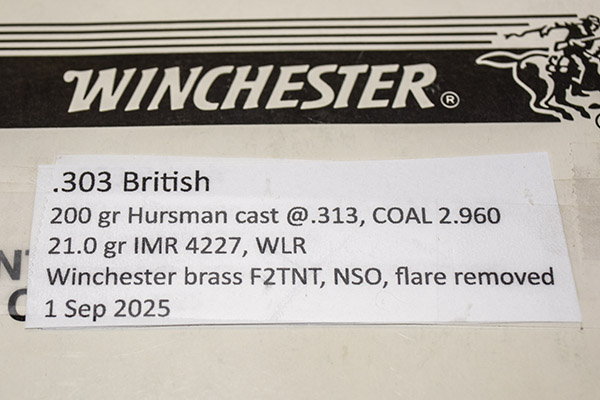 WINCHESTER®
.303 British
200 gr Hursman cast @.313, COAL 2.960
21.0 gr IMR 4227, WLR
Winchester brass F2TNT, NSO, flare removed
1 Sep 2025